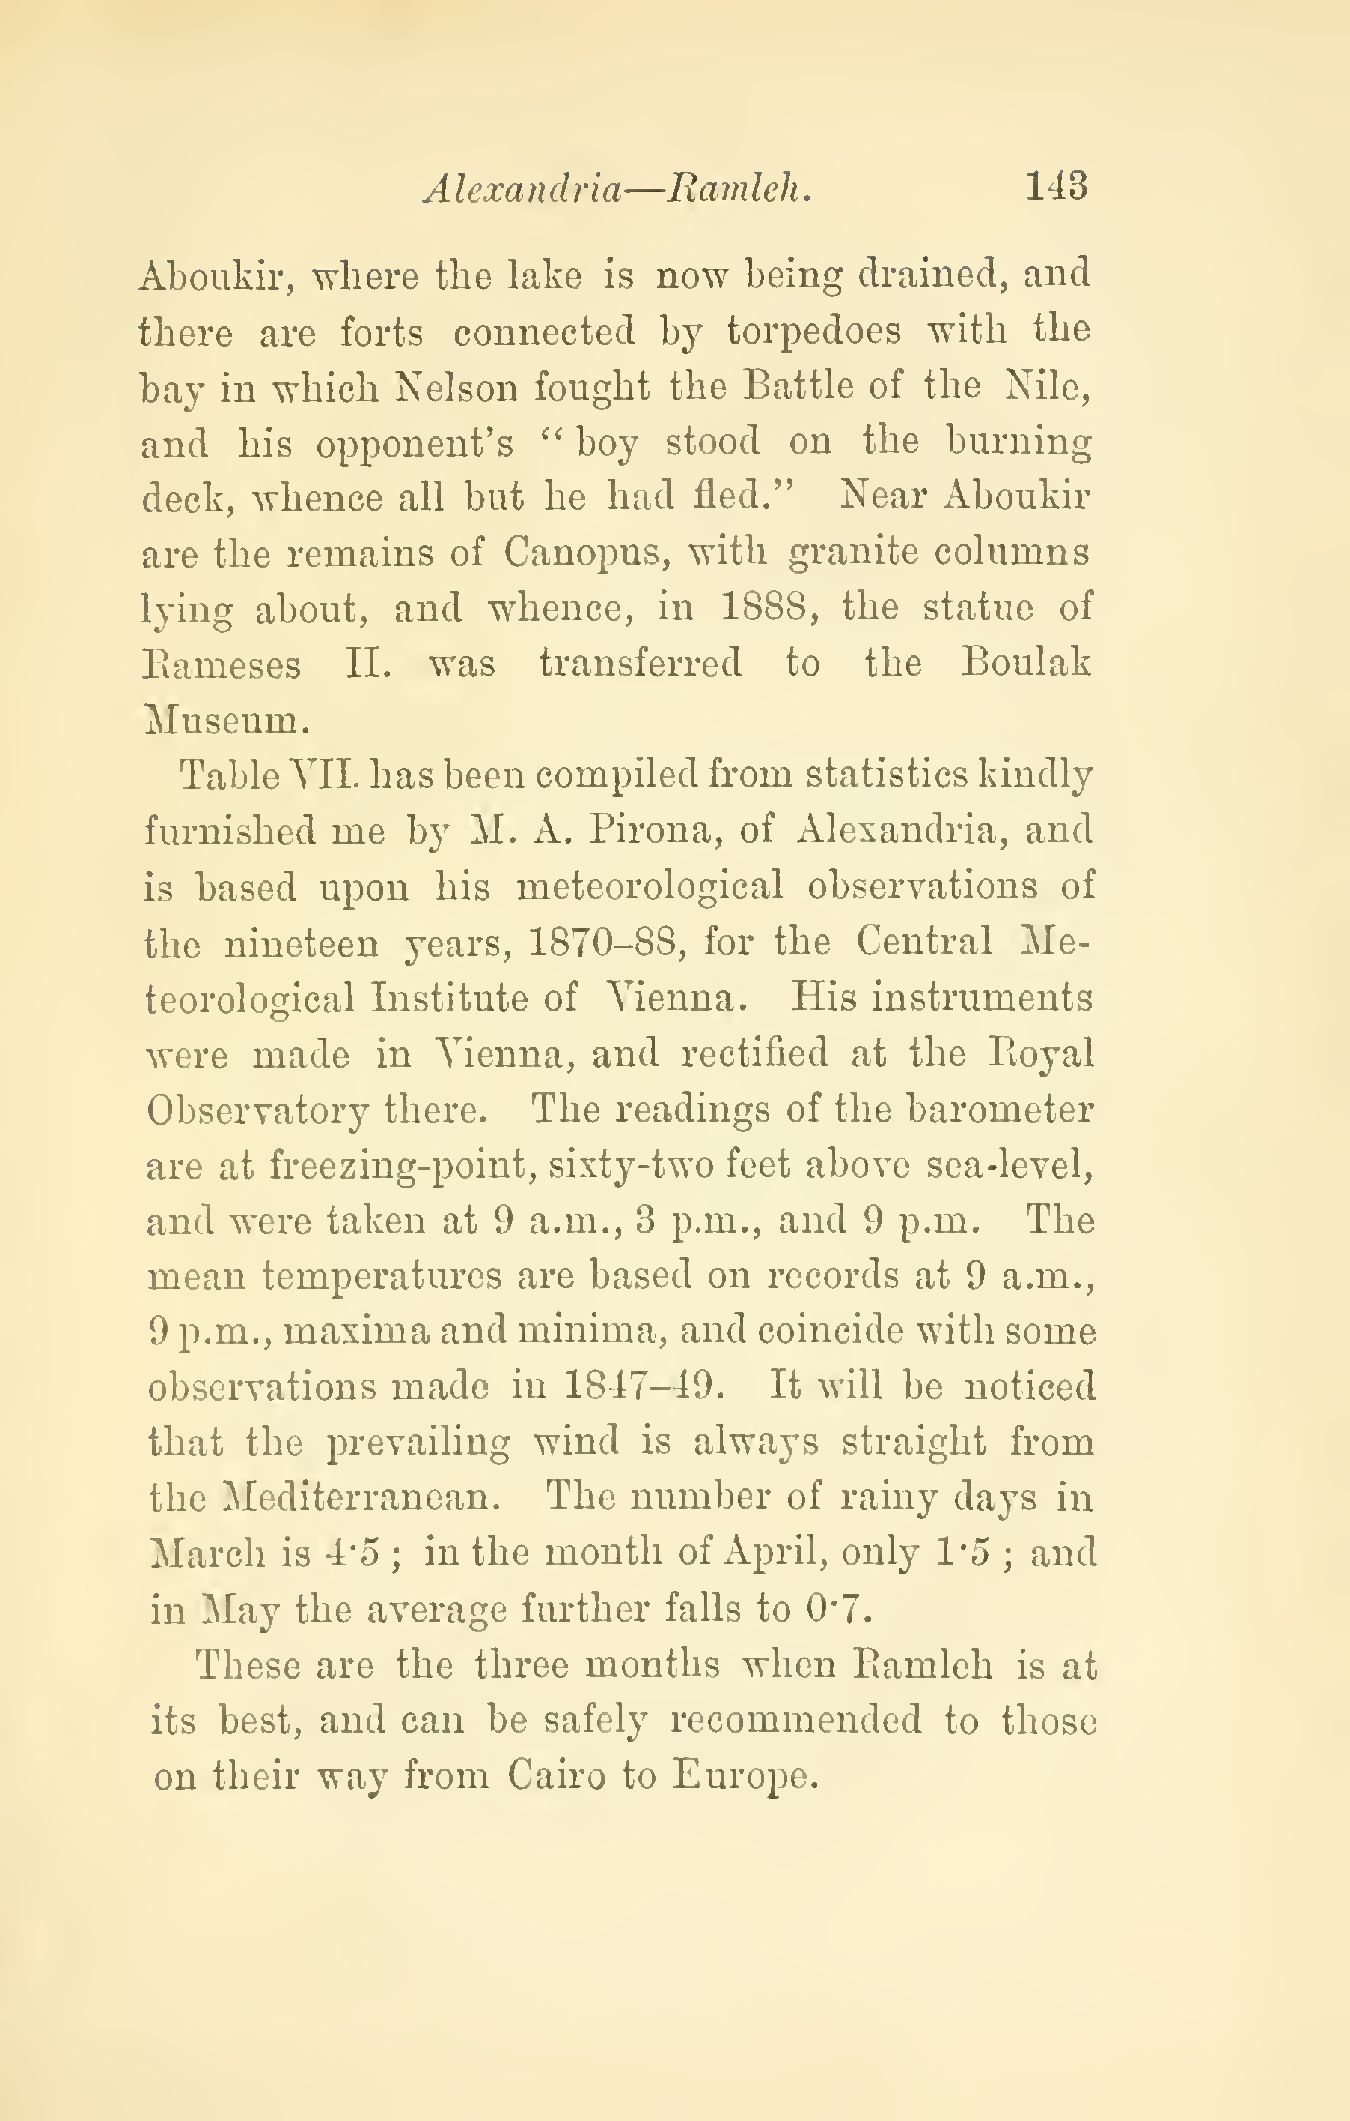 Alexandria—Ramleh. 143
Aboukir, where the lake is now being drained, and
there are forts connected by torpedoes with the
bay in which Nelson fought the Battle of the Nile,
and his opponent's “boy stood on the burning
deck, whence all but he had fled.” Near Aboukir
are the remains of Canopus, with granite columns
lying about, and whence, in 1888, the statue of
Rameses II. was transferred to the Boulak
Museum.
Table VII. has been compiled from statistics kindly
furnished me by M. A. Pirona, of Alexandria, and
is based upon his meteorological observations of
the nineteen years, 1870–88, for the Central Me-
teorological Institute of Vienna. His instruments
were made in Vienna, and rectified at the Royal
Observatory there. The readings of the barometer
are at freezing-point, sixty-two feet above sea-level,
and were taken at 9 a.m., 3 p.m., and 9 p.m. The
mean temperatures are based on records at 9 a.m.,
9 p.m., maxima and minima, and coincide with some
observations made in 1847–49. It will be noticed
that the prevailing wind is always straight from
the Mediterranean. The number of rainy days in
March is 4·5 ; in the month of April, only 1·5 ; and
in May the average further falls to 0·7.
These are the three months when Ramleh is at
its best, and can be safely recommended to those
on their way from Cairo to Europe.